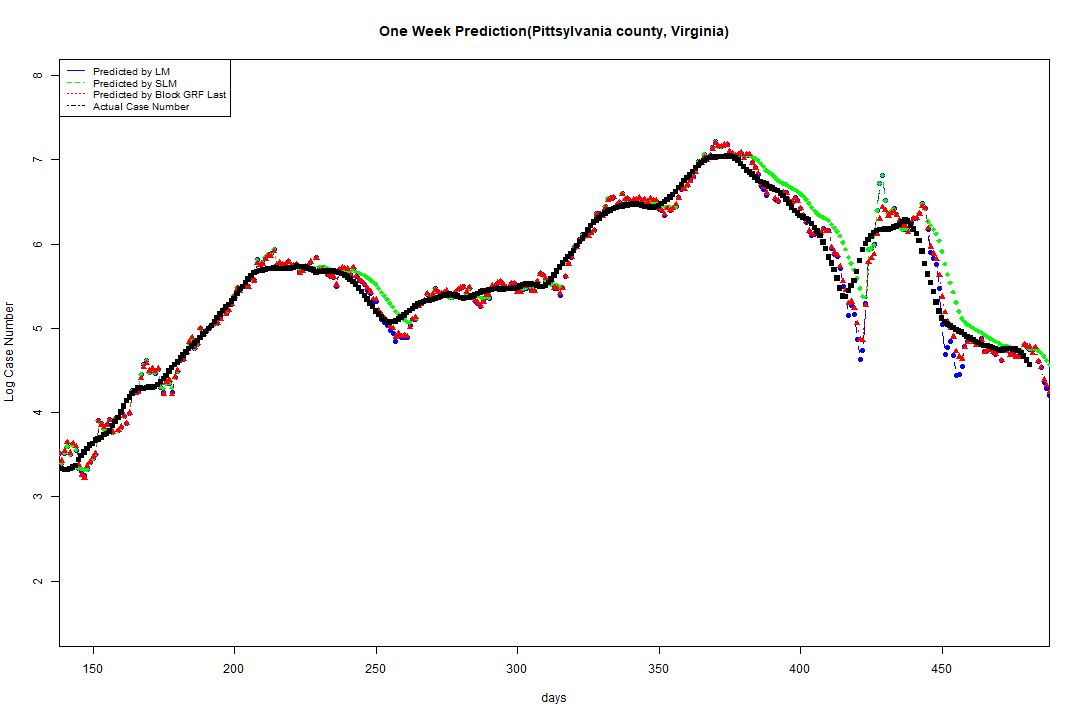 One Week Prediction(Pittsylvania county, Virginia)
Predicted by LM
Predicted by SLM
Predicted by Block GRF Last
Actual Case Number
8
7
6
5
4
3
2
Log Case Number
150 200 250 300 350 400 450
days